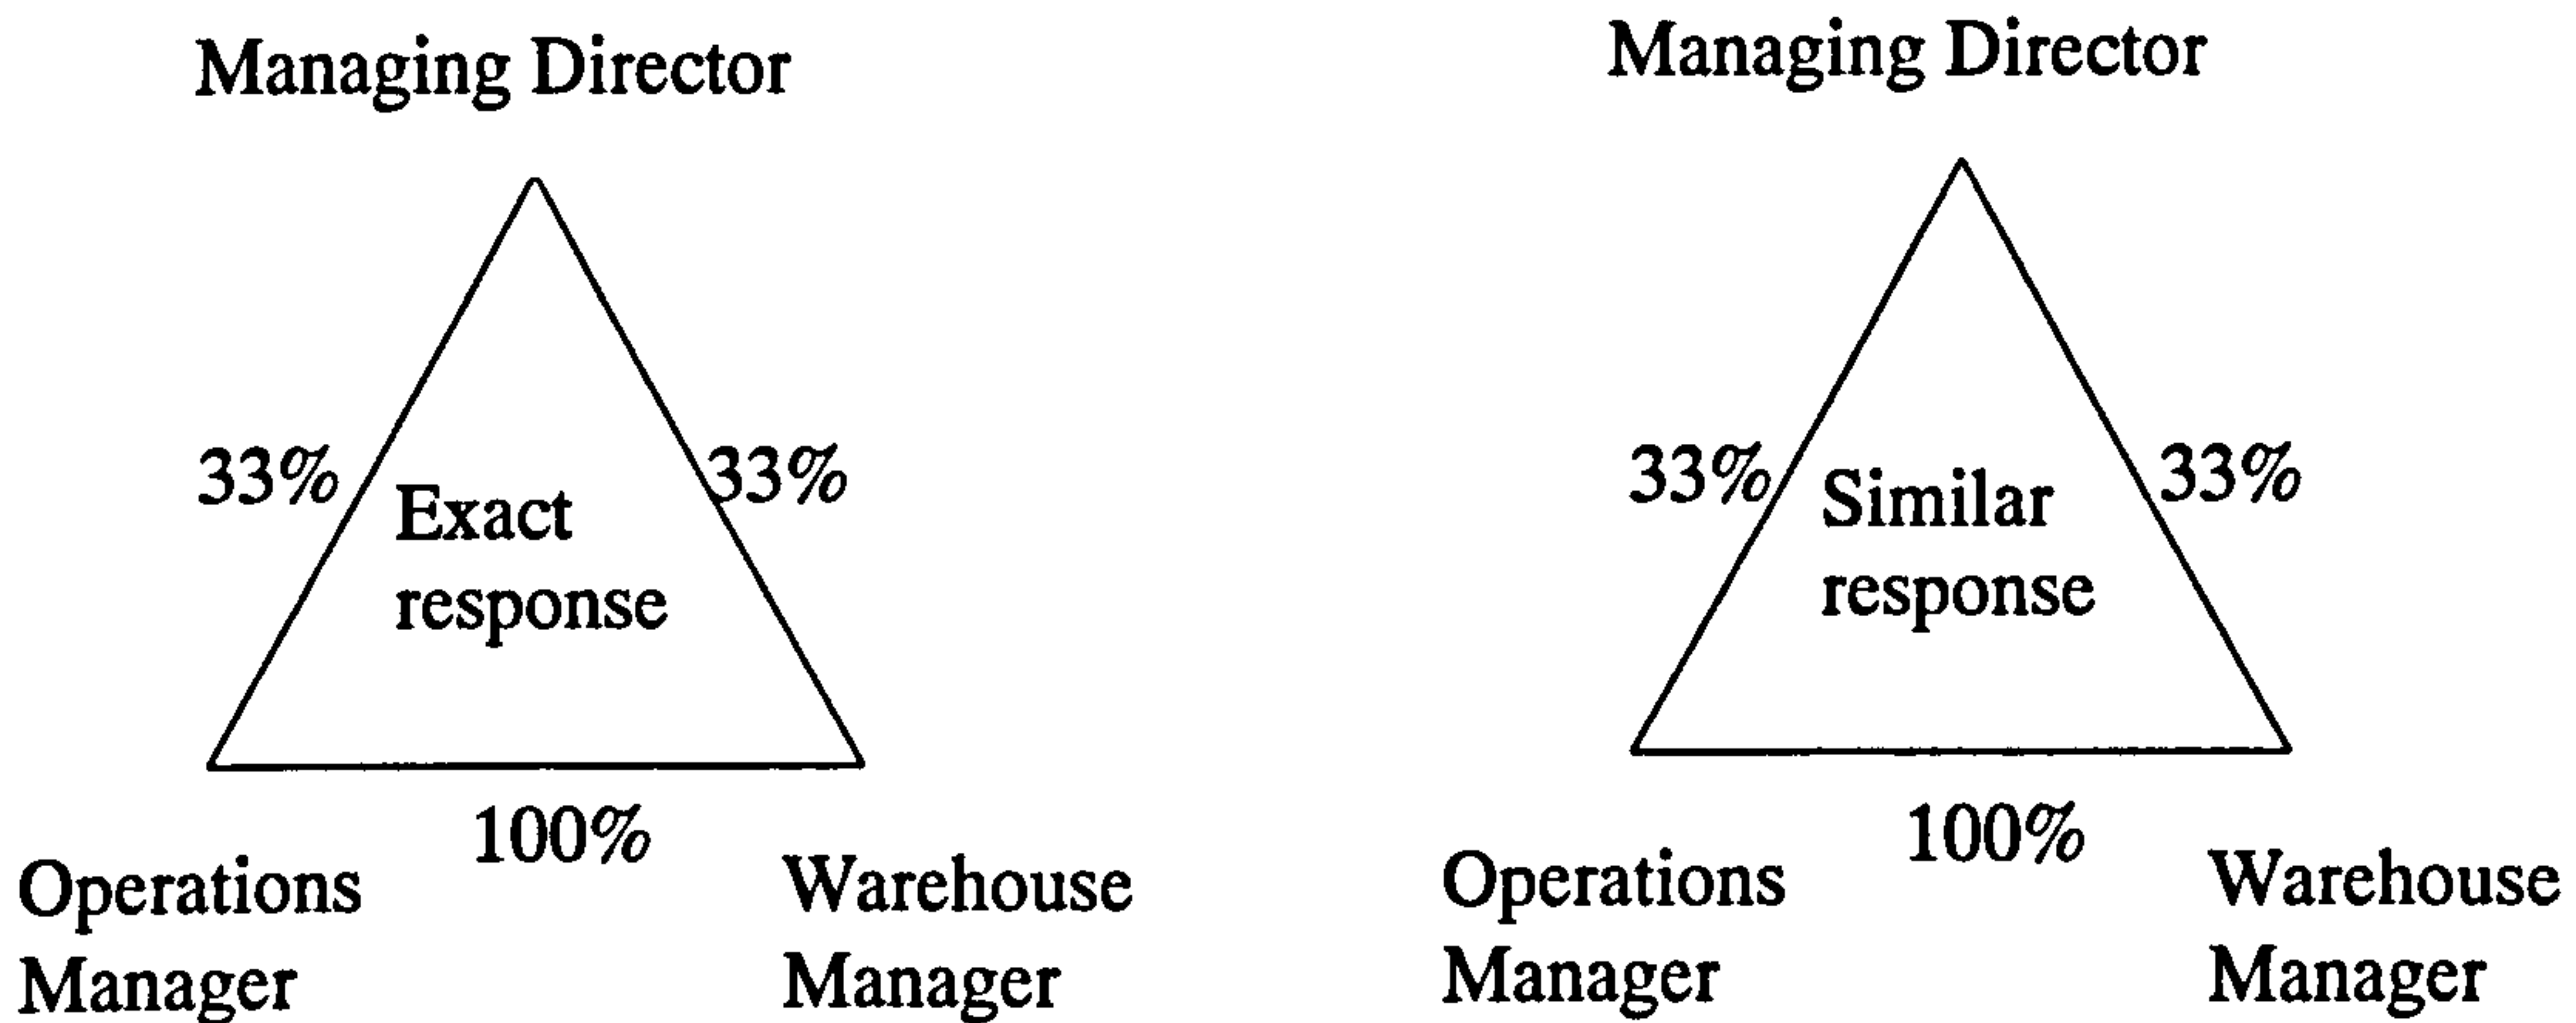 Managing Director
33%
33%
Exact
response
100%
Operations
Manager
Warehouse
Manager
Managing Director
33%
33%
Similar
response
100%
Operations
Manager
Warehouse
Manager